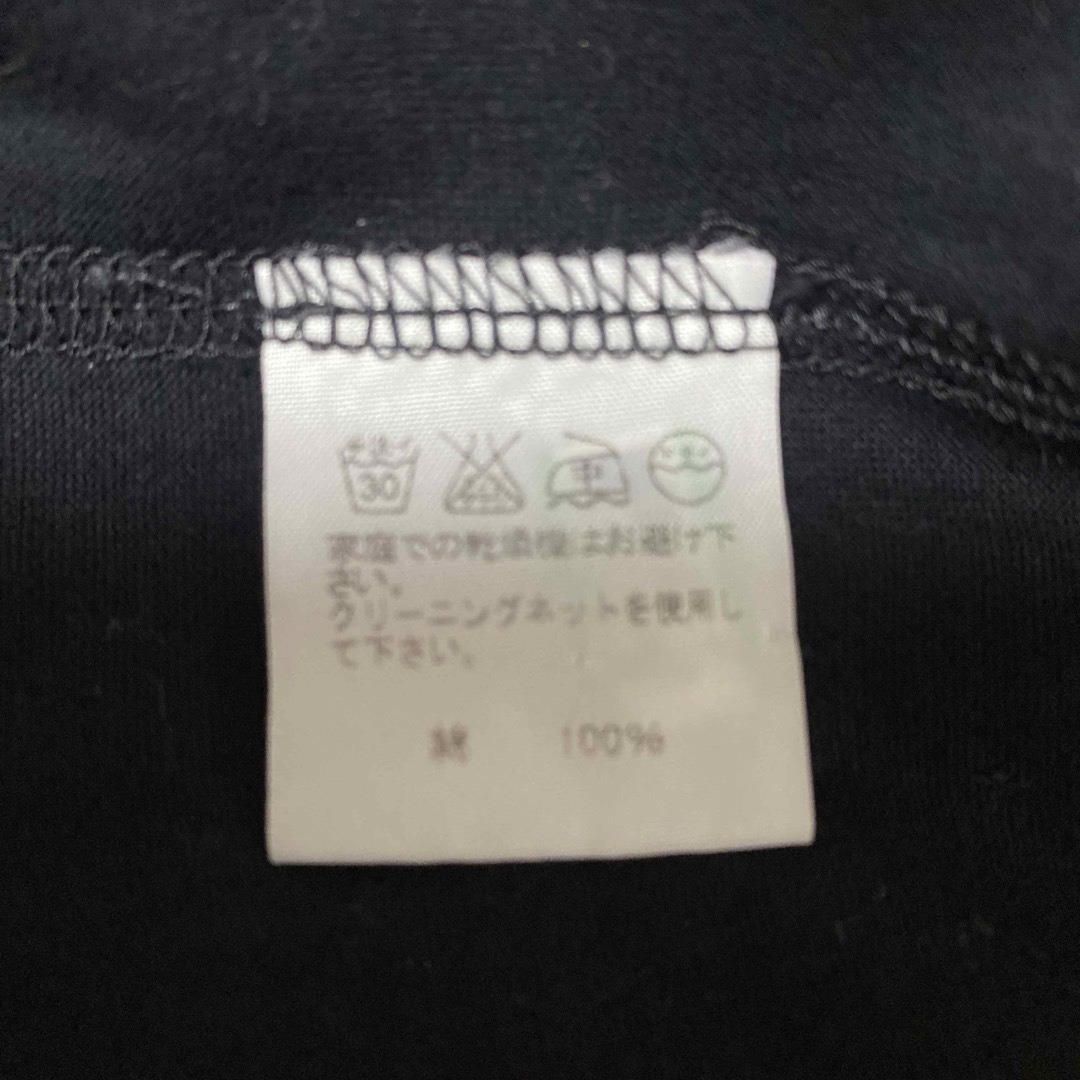 30
中
家庭での乾燥機はお避け下
さい。
クリーニングネットを使用し
て下さい。
綿 100%